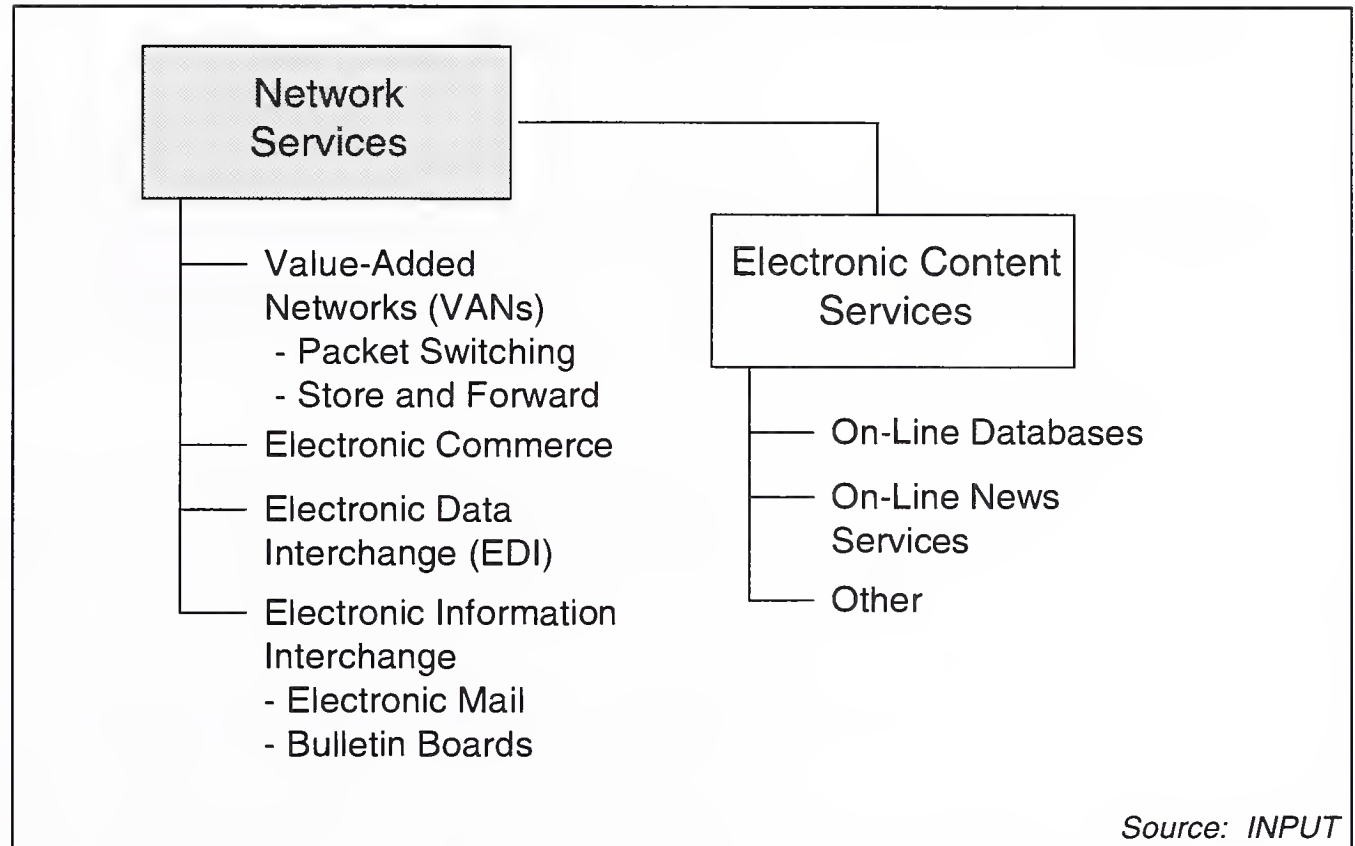 Network
Services
Value-Added
Networks (VANs)
- Packet Switching
- Store and Forward
Electronic Commerce
Electronic Data
Interchange (EDI)
Electronic Information
Interchange
- Electronic Mail
- Bulletin Boards
Electronic Content
Services
On-Line Databases
On-Line News
Services
Other
Source: INPUT